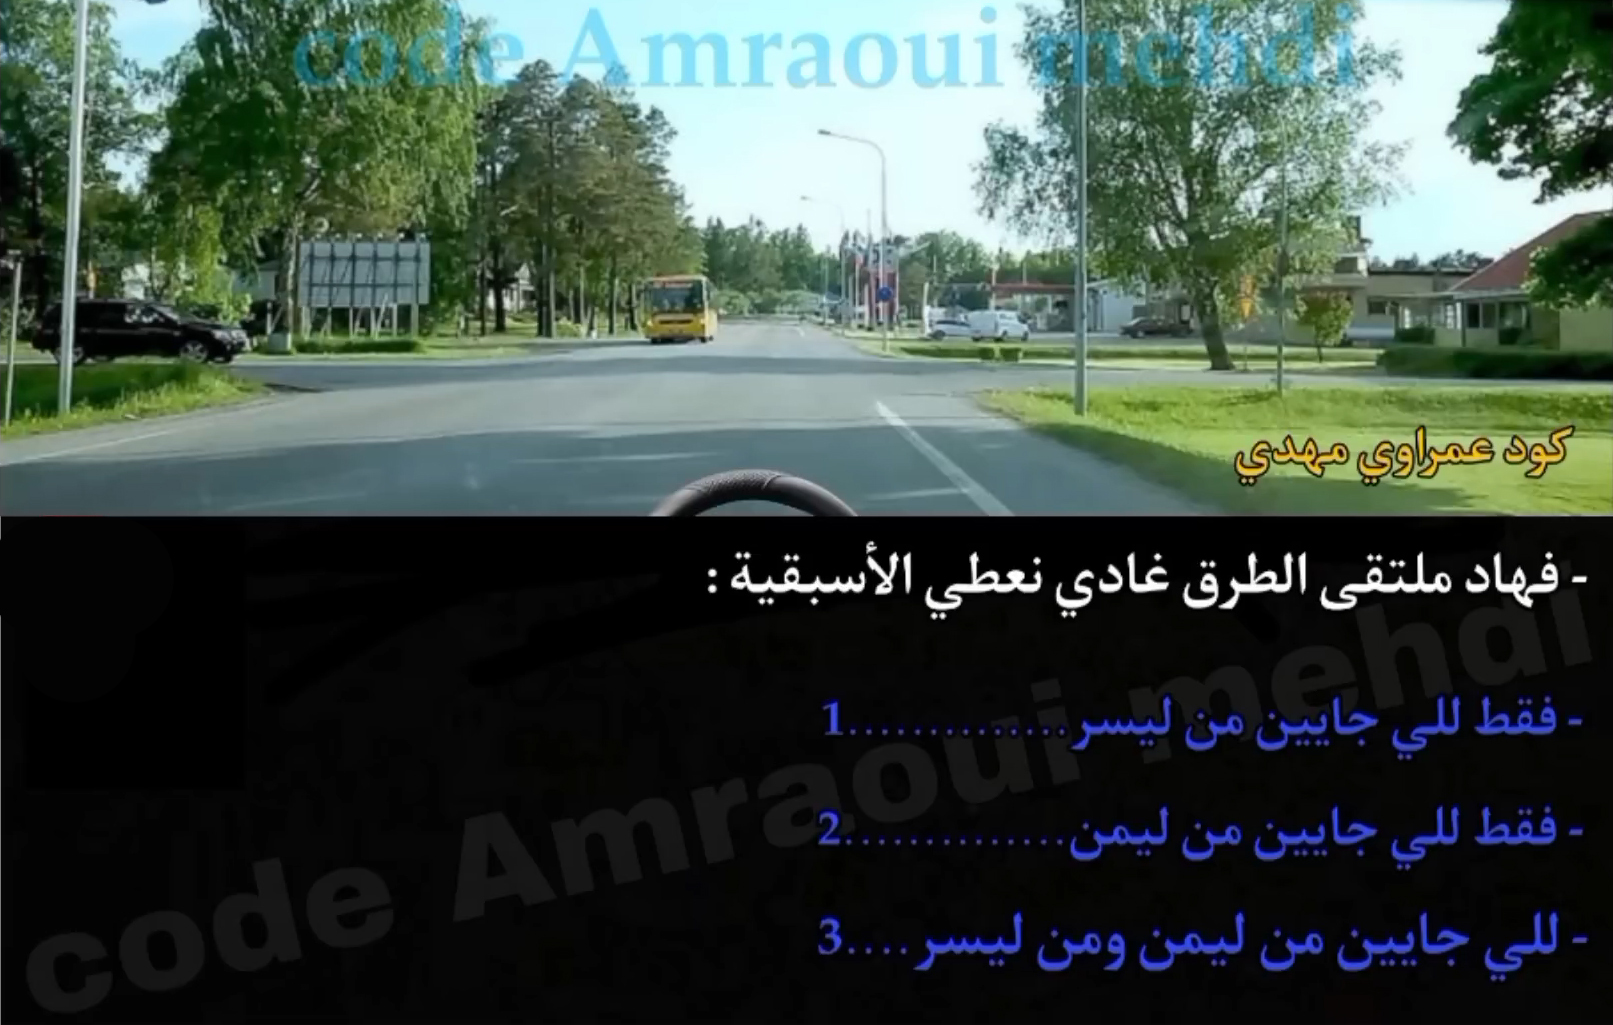 code Amraoui mehdi
كود عمراوي مهدي
- فهاد ملتقى الطرق غادي نعطي الأسبقية :
- فقط للي جايين من ليسر..............1
- فقط للي جايين من ليمن..............2
- للي جايين من ليمن ومن ليسر....3
code Amraoui mehdi